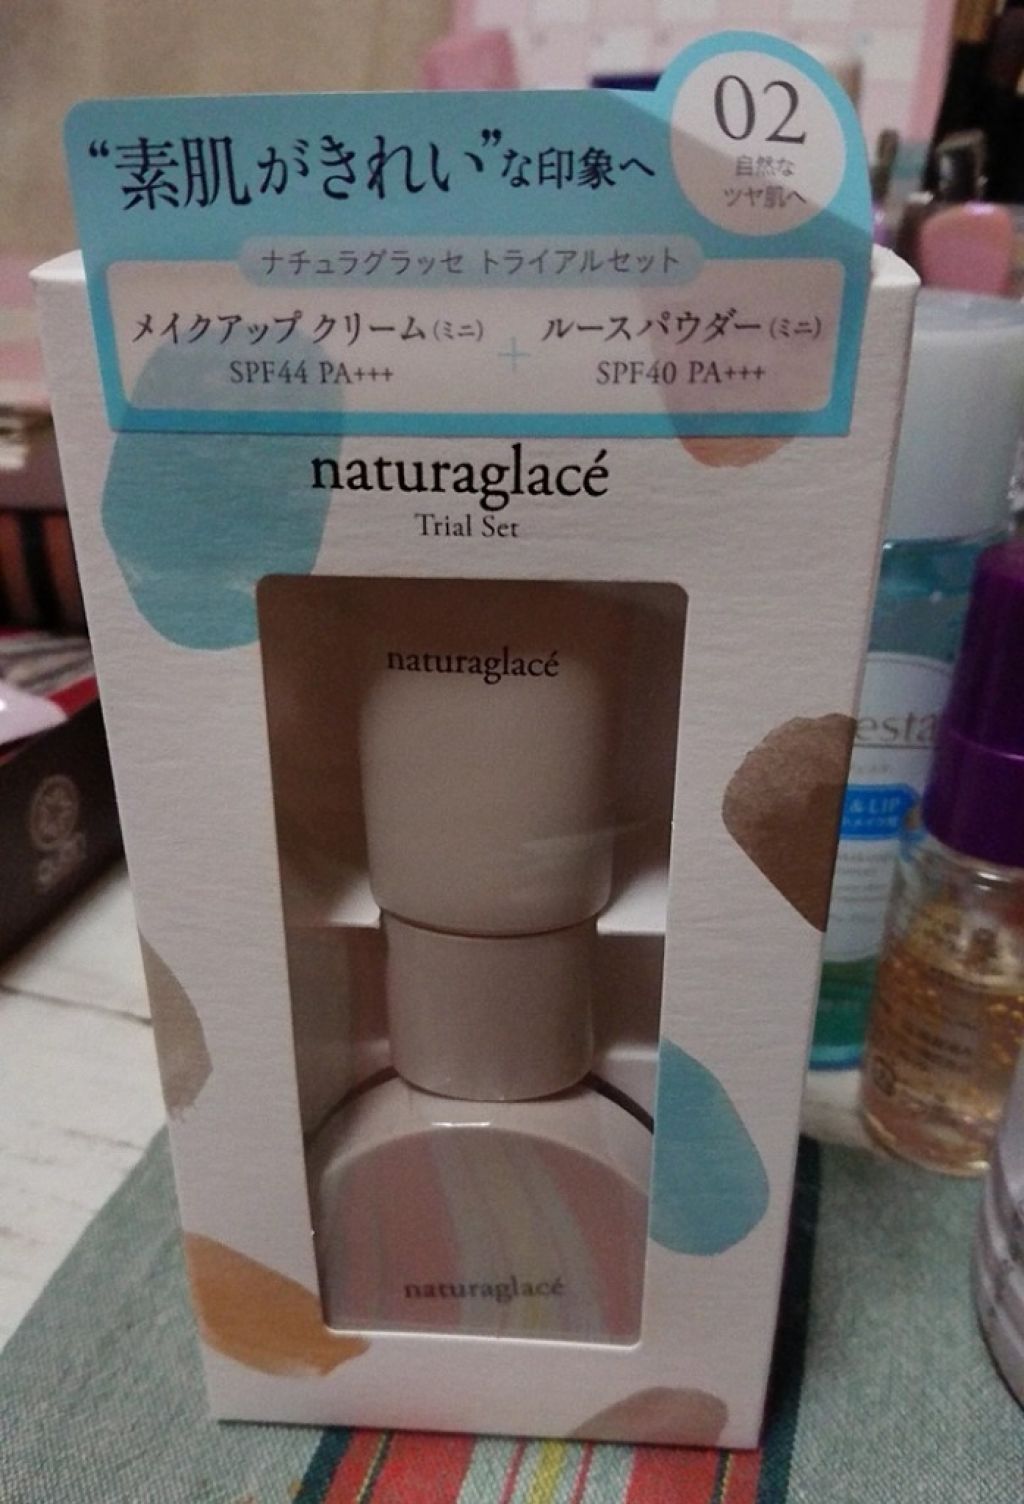 02
自然な
ツヤ肌へ
“素肌がきれい”な印象へ
ナチュラグラッセ トライアルセット
メイクアップ クリーム(ミニ)
SPF44 PA+++
+
ルースパウダー(ミニ)
SPF40 PA+++
naturaglacé
Trial Set
naturaglacé
naturaglacé
esta
& LIP